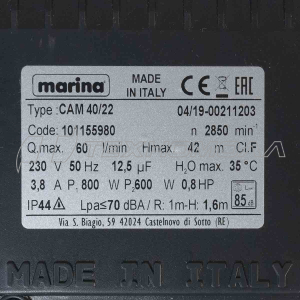 marina®
MADE IN ITALY
CE EAC
Type: CAM 40/22 04/19-00211203
Code: 101155980 n 2850 min⁻¹
Q.max. 60 l/min Hmax. 42 m Cl.F
230 V 50 Hz 12,5 µF H₂O max. 35°C
3,8 A P₁ 800 W P₂ 600 W 0.8 HP
IP44 Lpa≤70 dBA/ R: 1m-H: 1,6m 85 dB
Via S. Biagio, 59 42024 Castelnovo di Sotto (RE)
MADE IN ITALY